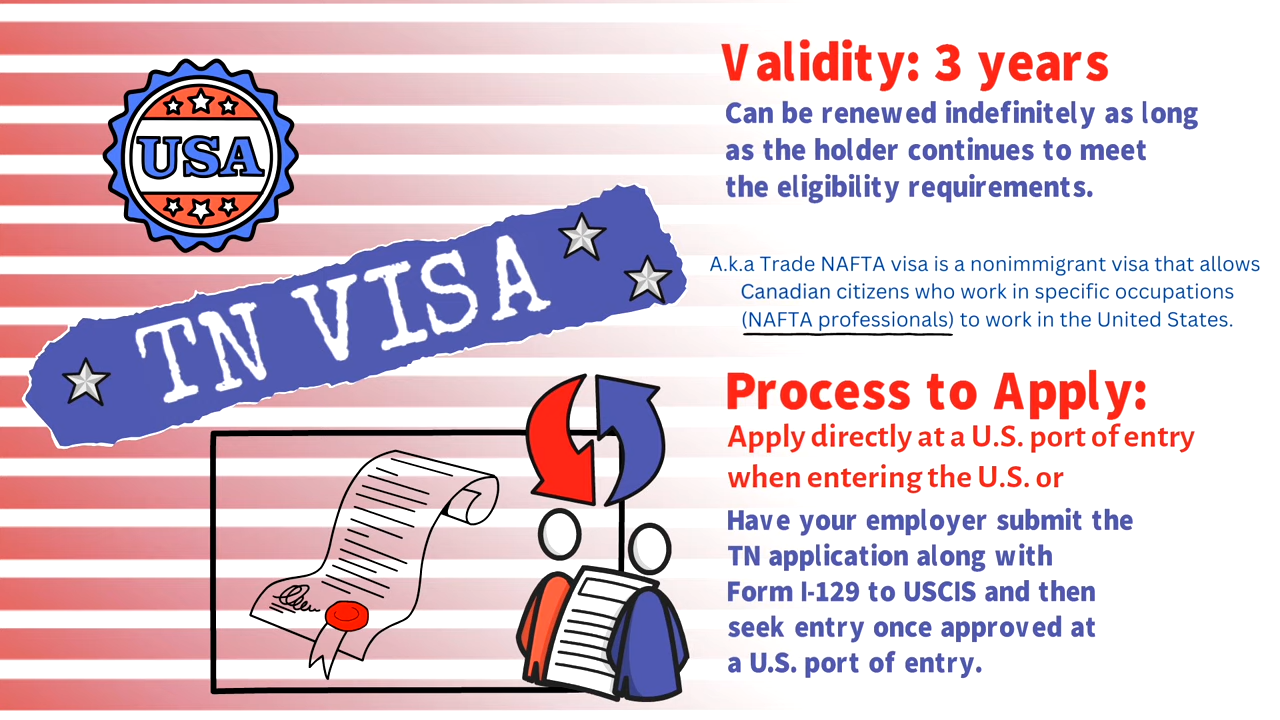 USA
TN VISA
Validity: 3 years
Can be renewed indefinitely as long
as the holder continues to meet
the eligibility requirements.
A.k.a Trade NAFTA visa is a nonimmigrant visa that allows
Canadian citizens who work in specific occupations
(NAFTA professionals) to work in the United States.
Process to Apply:
Apply directly at a U.S. port of entry
when entering the U.S. or
Have your employer submit the
TN application along with
Form I-129 to USCIS and then
seek entry once approved at
a U.S. port of entry.